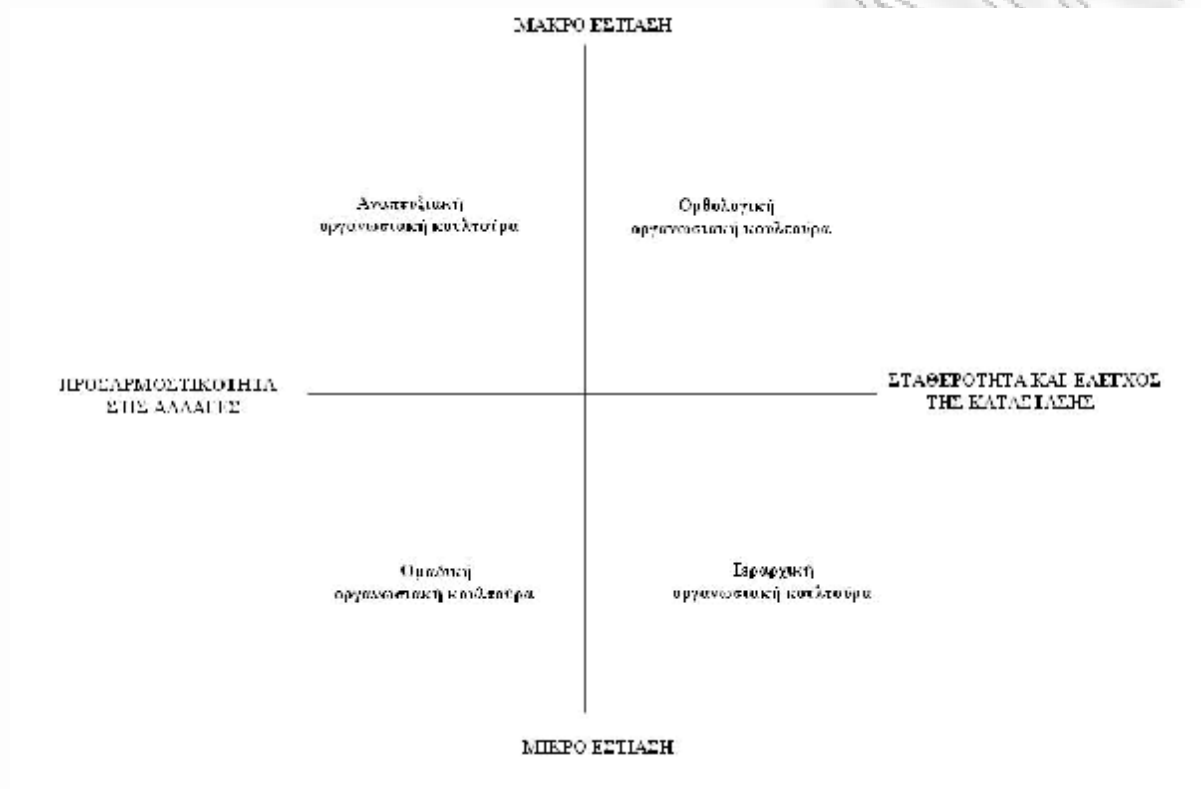 ΜΑΚΡΟ ΕΣΤΙΑΣΗ
Αναπτυξιακή
οργανωσιακή κουλτούρα
Ορθολογική
οργανωσιακή κουλτούρα
ΠΡΟΣΑΡΜΟΣΤΙΚΟΤΗΤΑ
ΣΤΙΣ ΑΛΛΑΓΕΣ
ΣΤΑΘΕΡΟΤΗΤΑ ΚΑΙ ΕΛΕΓΧΟΣ
ΤΗΣ ΚΑΤΑΣΤΑΣΗΣ
Ομαδική
οργανωσιακή κουλτούρα
Ιεραρχική
οργανωσιακή κουλτούρα
ΜΙΚΡΟ ΕΣΤΙΑΣΗ